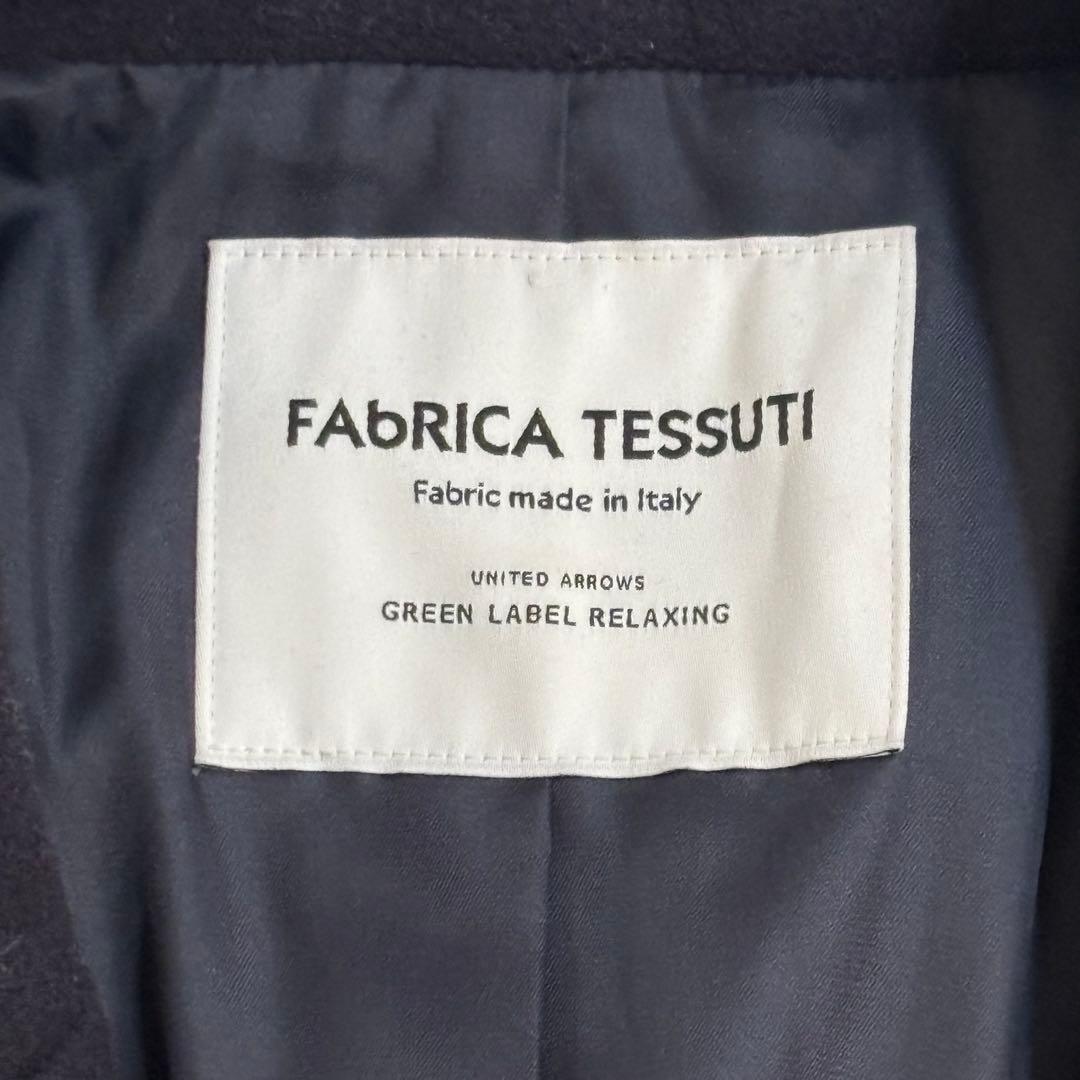 FAbRICA TESSUTI
Fabric made in Italy
UNITED ARROWS
GREEN LABEL RELAXING